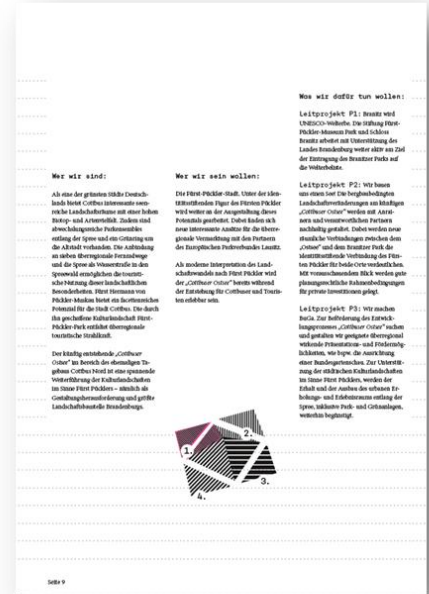 Wer wir sind:
Als eine der grünsten Städte Deutsch-
lands bietet Cottbus interessante seen-
reiche Landschaftsräume mit einer hohen
Biotop- und Artenvielfalt. Zudem sind
abwechslungsreiche Parkensembles
entlang der Spree und ein Grünring um
die Altstadt vorhanden. Die Anbindung
an sieben überregionale Fernradwege
und die Spree als Wasserstraße in den
Spreewald ermöglichen die touristi-
sche Nutzung dieser landschaftlichen
Besonderheiten. Fürst Hermann von
Pückler-Muskau bietet ein facettenreiches
Potenzial für die Stadt Cottbus. Die durch
ihn geschaffene Kulturlandschaft Fürst-
Pückler-Park entfaltet überregionale
touristische Strahlkraft.
Der künftig entstehende „Cottbuser
Ostsee“ im Bereich des ehemaligen Ta-
gebaus Cottbus Nord ist eine spannende
Weiterführung der Kulturlandschaften
im Sinne Fürst Pücklers – nämlich als
Gestaltungsherausforderung und größte
Landschaftsbaustelle Brandenburgs.
Wer wir sein wollen:
Die Fürst-Pückler-Stadt. Unter der iden-
titätsstiftenden Figur des Fürsten Pückler
wird weiter an der Ausgestaltung dieses
Potenzials gearbeitet. Dabei finden sich
neue interessante Ansätze für die überre-
gionale Vermarktung mit den Partnern
des Europäischen Parkverbundes Lausitz.
Als moderne Interpretation des Land-
schaftswandels nach Fürst Pückler wird
der „Cottbuser Ostsee“ bereits während
der Entstehung für Cottbuser und Touris-
ten erlebbar sein.
Was wir dafür tun wollen:
Leitprojekt P1: Branitz wird
UNESCO-Welterbe. Die Stiftung Fürst-
Pückler-Museum Park und Schloss
Branitz arbeitet mit Unterstützung des
Landes Brandenburg weiter aktiv am Ziel
der Eintragung des Branitzer Parks auf
die Welterbeliste.
Leitprojekt P2: Wir bauen
uns einen See! Die bergbaubedingten
Landschaftsveränderungen am künftigen
„Cottbuser Ostsee“ werden mit Anrai-
nern und verantwortlichen Partnern
nachhaltig gestaltet. Dabei werden neue
räumliche Verbindungen zwischen dem
„Ostsee“ und dem Branitzer Park die
identitätsstiftende Verbindung des Fürs-
ten Pückler für beide Orte verdeutlichen.
Mit vorausschauendem Blick werden gute
planungsrechtliche Rahmenbedingungen
für private Investitionen gelegt.
Leitprojekt P3: Wir machen
BuGa. Zur Beförderung des Entwick-
lungsprozesses „Cottbuser Ostsee“ suchen
und gestalten wir geeignete überregional
wirkende Präsentations- und Fördermög-
lichkeiten, wie bspw. die Ausrichtung
einer Bundesgartenschau. Zur Unterstüt-
zung der städtischen Kulturlandschaften
im Sinne Fürst Pücklers, werden der
Erhalt und der Ausbau des urbanen Er-
holungs- und Erlebnisraums entlang der
Spree, inklusive Park- und Grünanlagen,
weiterhin begünstigt.
1.
2.
3.
4.
Seite 9